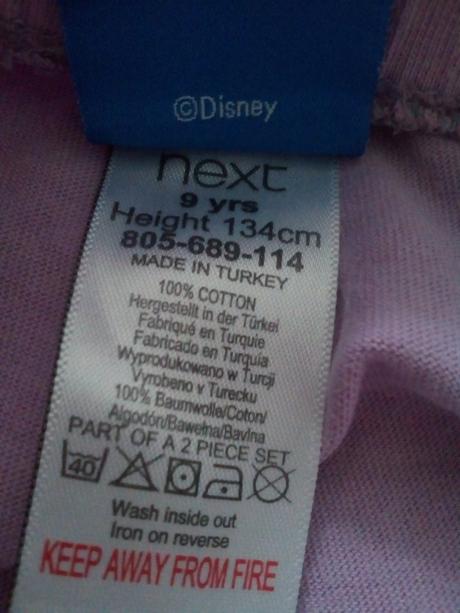 ©Disney
next
9 yrs
Height 134cm
805-689-114
MADE IN TURKEY
100% COTTON
Hergestellt in der Türkei
Fabriqué en Turquie
Fabricado en Turquía
Wyprodukowano w Turcji
Vyrobeno v Turecku
100% Baumwolle/Coton/
Algodón/Bawełna/Bavlna
PART OF A 2 PIECE SET
40
Wash inside out
Iron on reverse
KEEP AWAY FROM FIRE